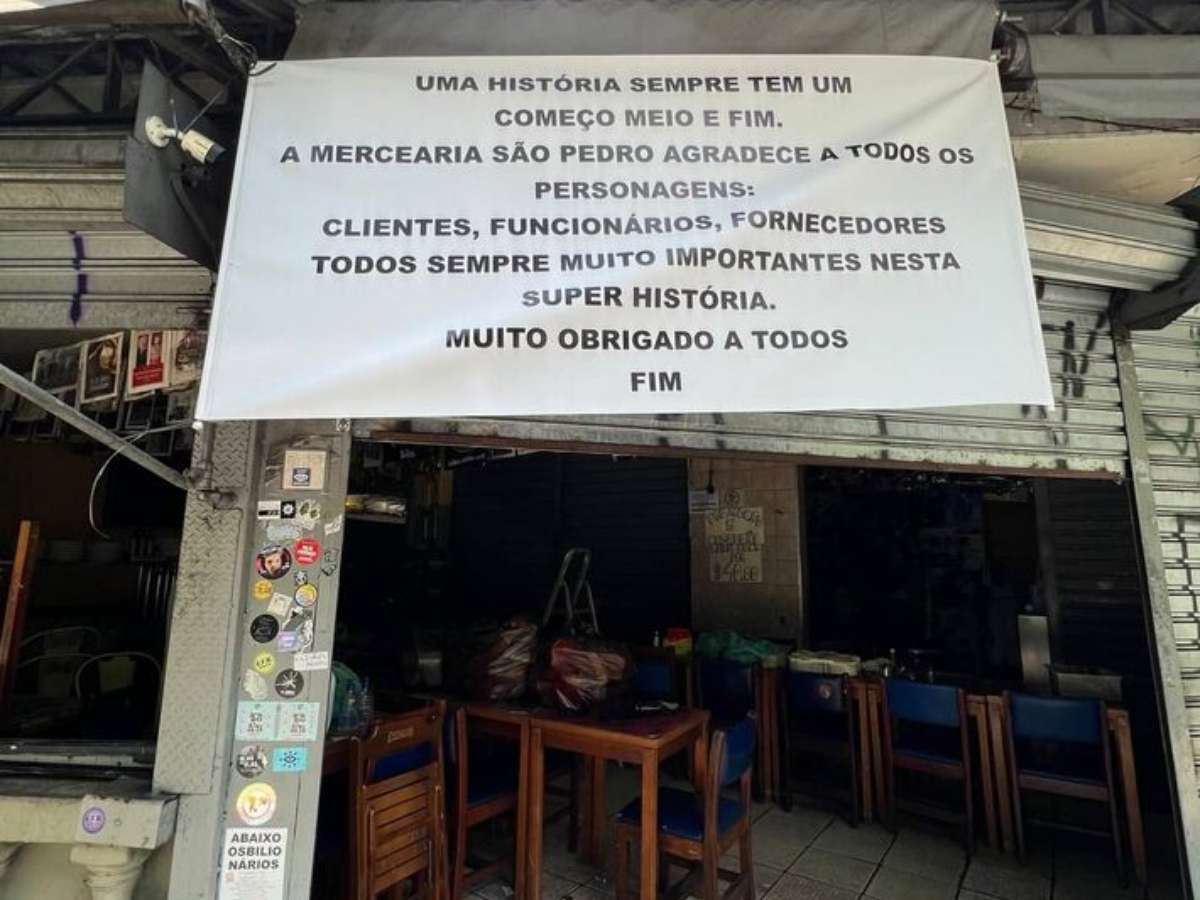 UMA HISTÓRIA SEMPRE TEM UM
COMEÇO MEIO E FIM.
A MERCEARIA SÃO PEDRO AGRADECE A TODOS OS
PERSONAGENS:
CLIENTES, FUNCIONÁRIOS, FORNECEDORES
TODOS SEMPRE MUITO IMPORTANTES NESTA
SUPER HISTÓRIA.
MUITO OBRIGADO A TODOS
FIM
ABAIXO
OSBILIO
NÁRIOS